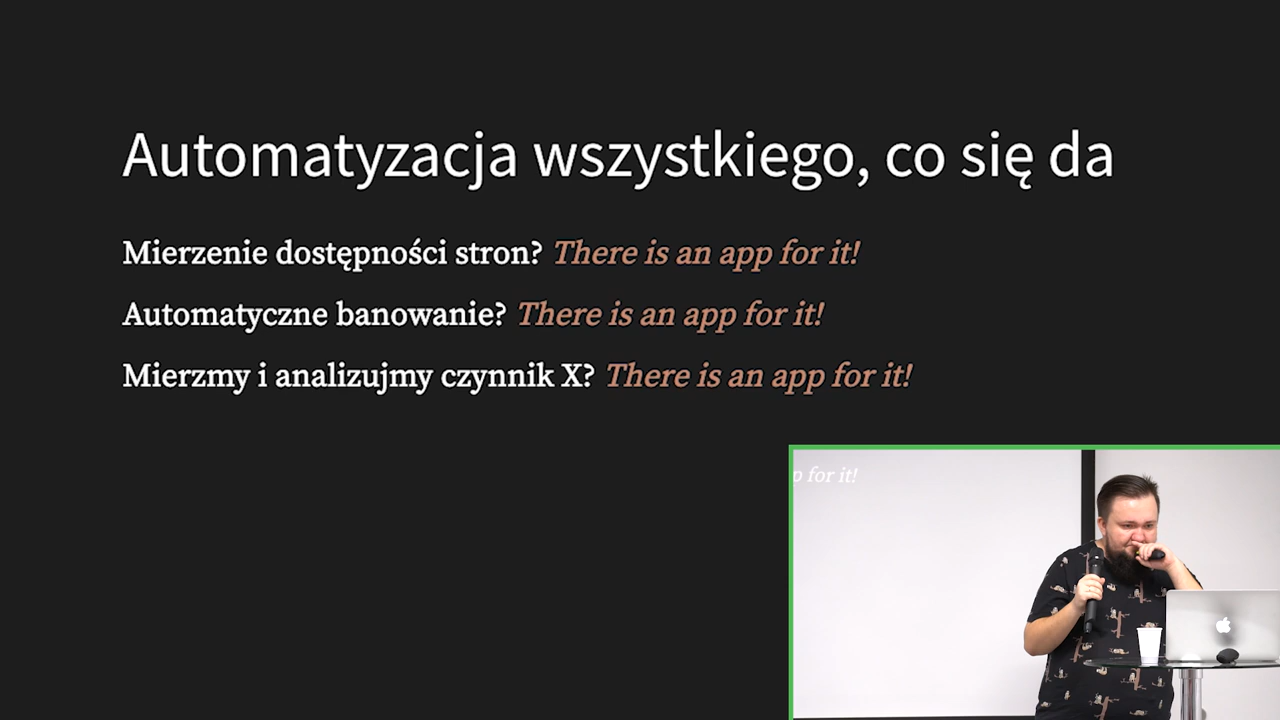 Automatyzacja wszystkiego, co się da
Mierzenie dostępności stron? There is an app for it!
Automatyczne banowanie? There is an app for it!
Mierzmy i analizujmy czynnik X? There is an app for it!
for it!